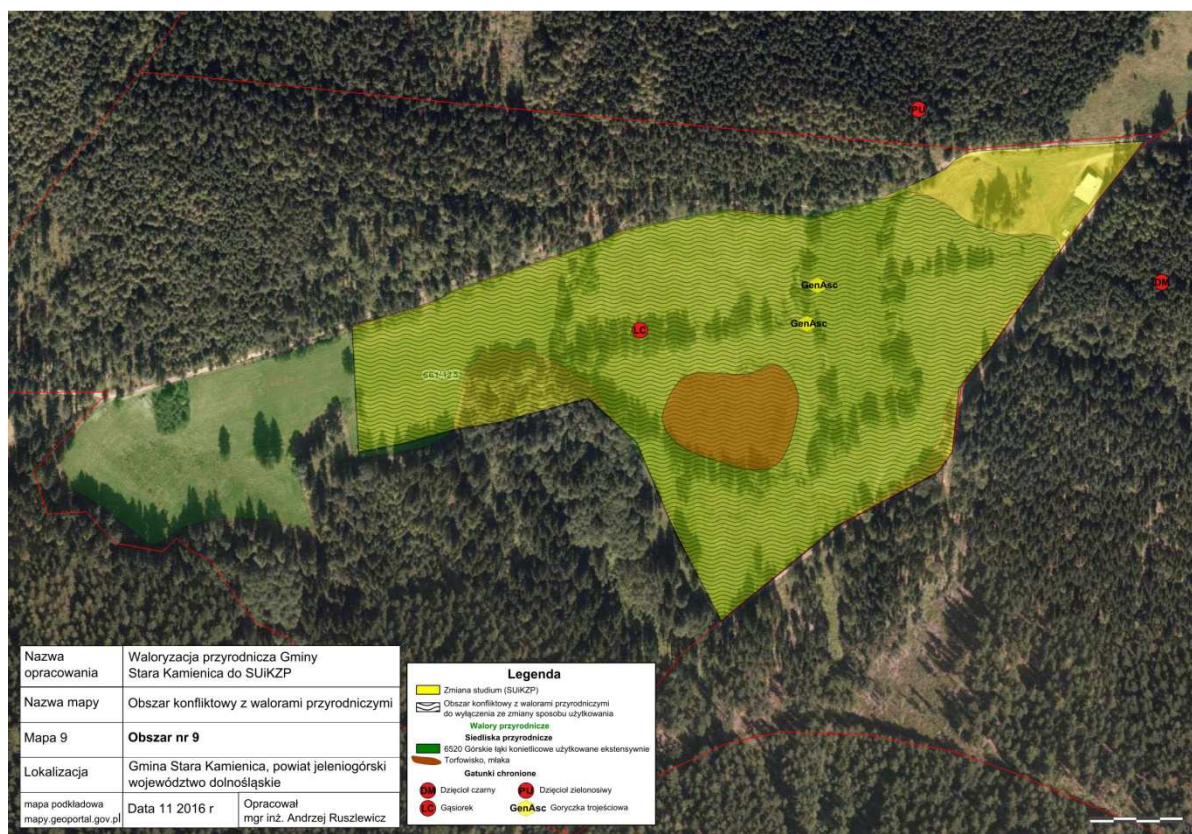 PU
DM
GenAsc
GenAsc
LC
Nazwa opracowania
Waloryzacja przyrodnicza Gminy
Stara Kamienica do SUiKZP
Nazwa mapy
Obszar konfliktowy z walorami przyrodniczymi
Mapa 9
Obszar nr 9
Lokalizacja
Gmina Stara Kamienica, powiat jeleniogórski
województwo dolnośląskie
mapa podkładowa
mapy.geoportal.gov.pl
Data 11 2016 r
Opracował
mgr inż. Andrzej Ruszlewicz
Legenda
Zmiana studium (SUiKZP)
Obszar konfliktowy z walorami przyrodniczymi
do wyłączenia ze zmiany sposobu użytkowania
Walory przyrodnicze
Siedliska przyrodnicze
6520 Górskie łąki konietlicowe użytkowane ekstensywnie
Torfowisko, młaka
Gatunki chronione
DM Dzięcioł czarny
PU Dzięcioł zielonosiwy
LC Gąsiorek
GenAsc Goryczka trojeściowa